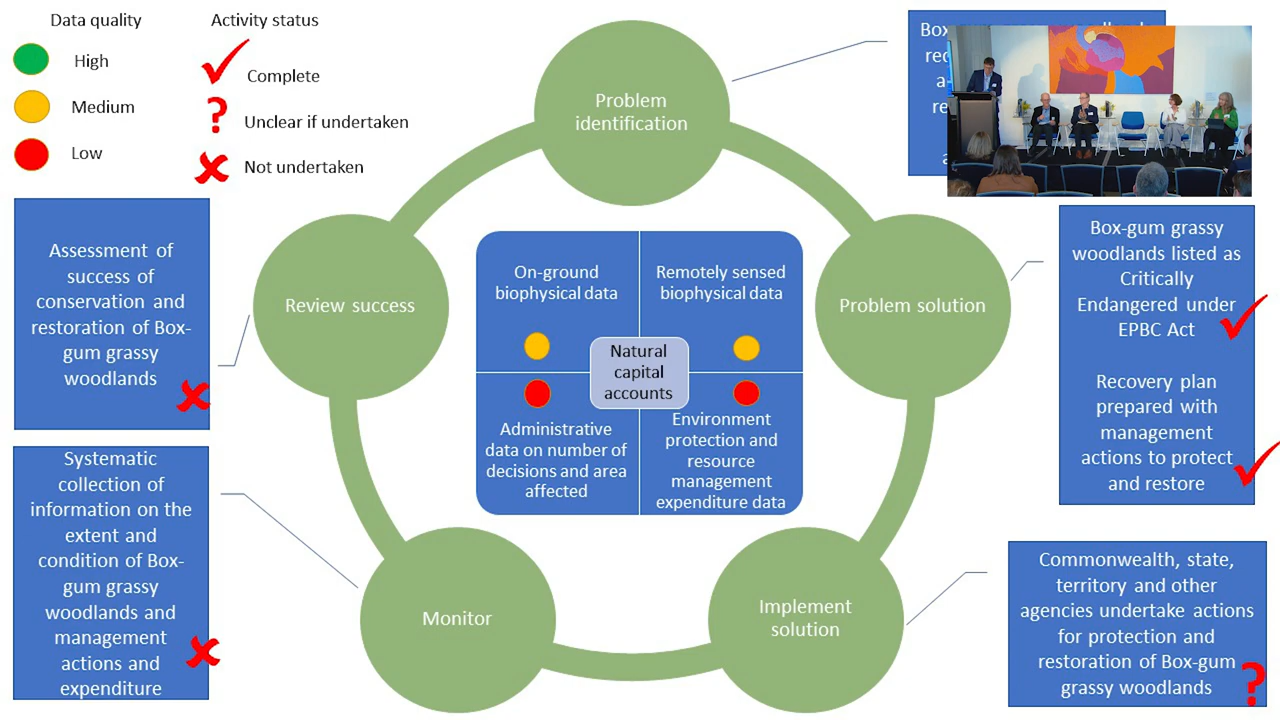 Data quality
Activity status
High
Medium
Low
Complete
?
Unclear if undertaken
Not undertaken
Problem
identification
Box
a
Problem solution
Box-gum grassy
woodlands listed as
Critically
Endangered under
EPBC Act
Recovery plan
prepared with
management
actions to protect
and restore
Implement
solution
Commonwealth, state,
territory and other
agencies undertake actions
for protection and
restoration of Box-gum
grassy woodlands
?
Monitor
Systematic
collection of
information on the
extent and
condition of Box-
gum grassy
woodlands and
management
actions and
expenditure
Review success
Assessment of
success of
conservation and
restoration of Box-
gum grassy
woodlands
On-ground
biophysical data
Remotely sensed
biophysical data
Natural
capital
accounts
Administrative
data on number of
decisions and area
affected
Environment
protection and
resource
management
expenditure data